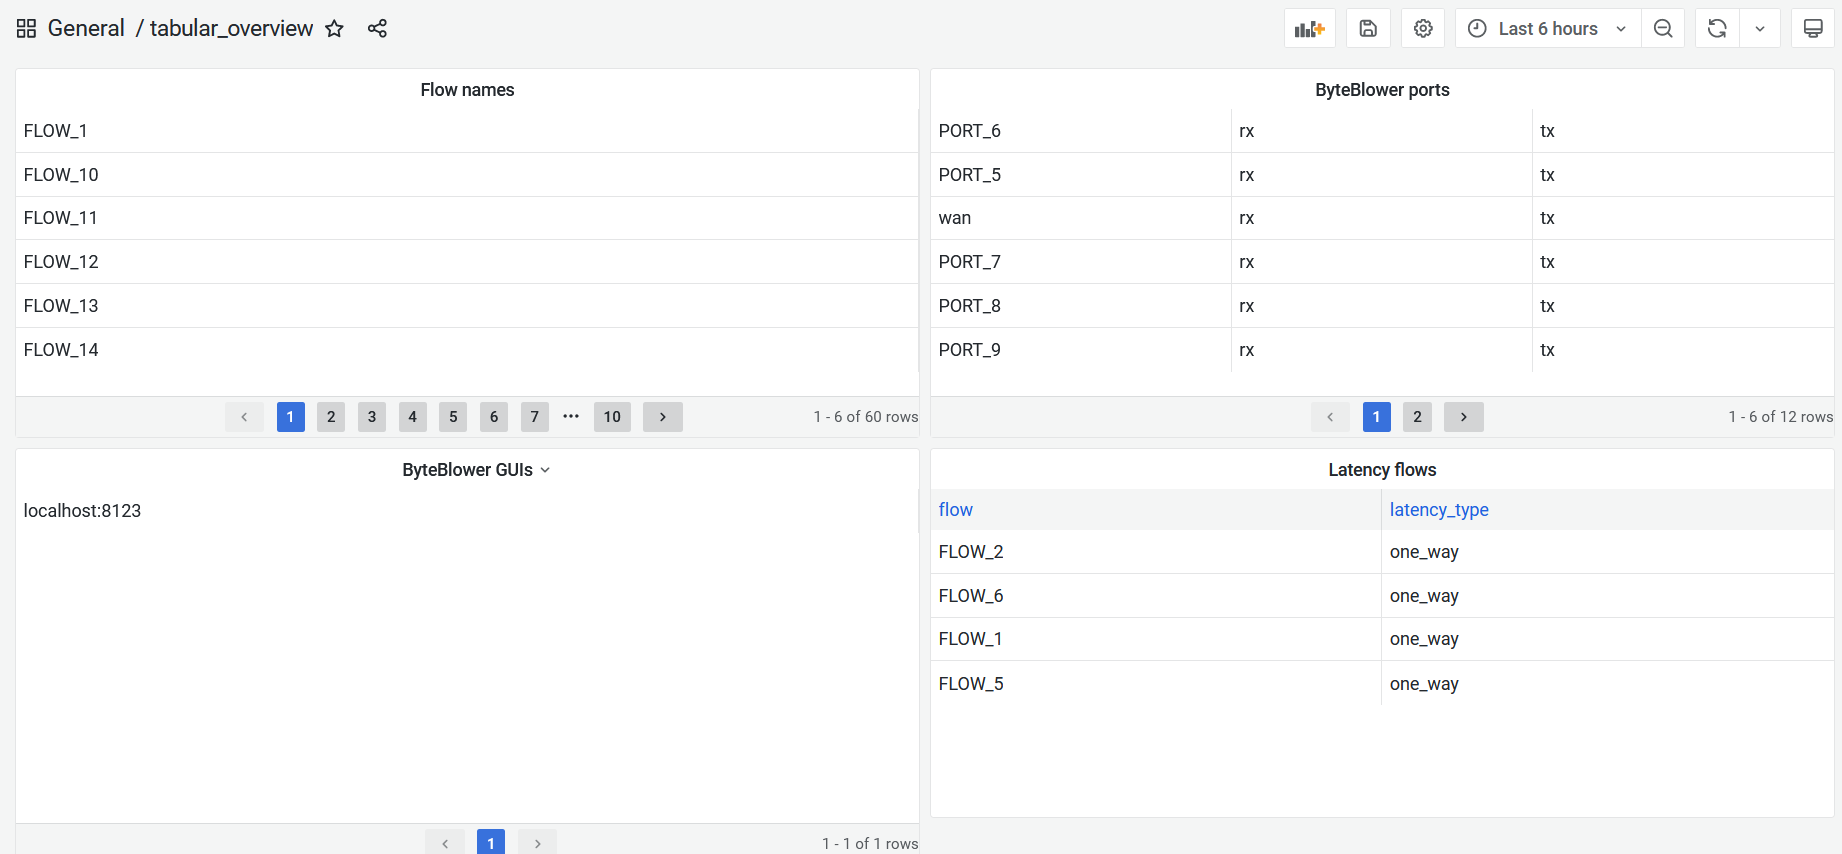 General / tabular_overview
Last 6 hours
Flow names
FLOW_1
FLOW_10
FLOW_11
FLOW_12
FLOW_13
FLOW_14
1 2 3 4 5 6 7 ··· 10
1 - 6 of 60 rows
ByteBlower ports
PORT_6 rx tx
PORT_5 rx tx
wan rx tx
PORT_7 rx tx
PORT_8 rx tx
PORT_9 rx tx
1 2
1 - 6 of 12 rows
ByteBlower GUIs
localhost:8123
1
1 - 1 of 1 rows
Latency flows
flow latency_type
FLOW_2 one_way
FLOW_6 one_way
FLOW_1 one_way
FLOW_5 one_way